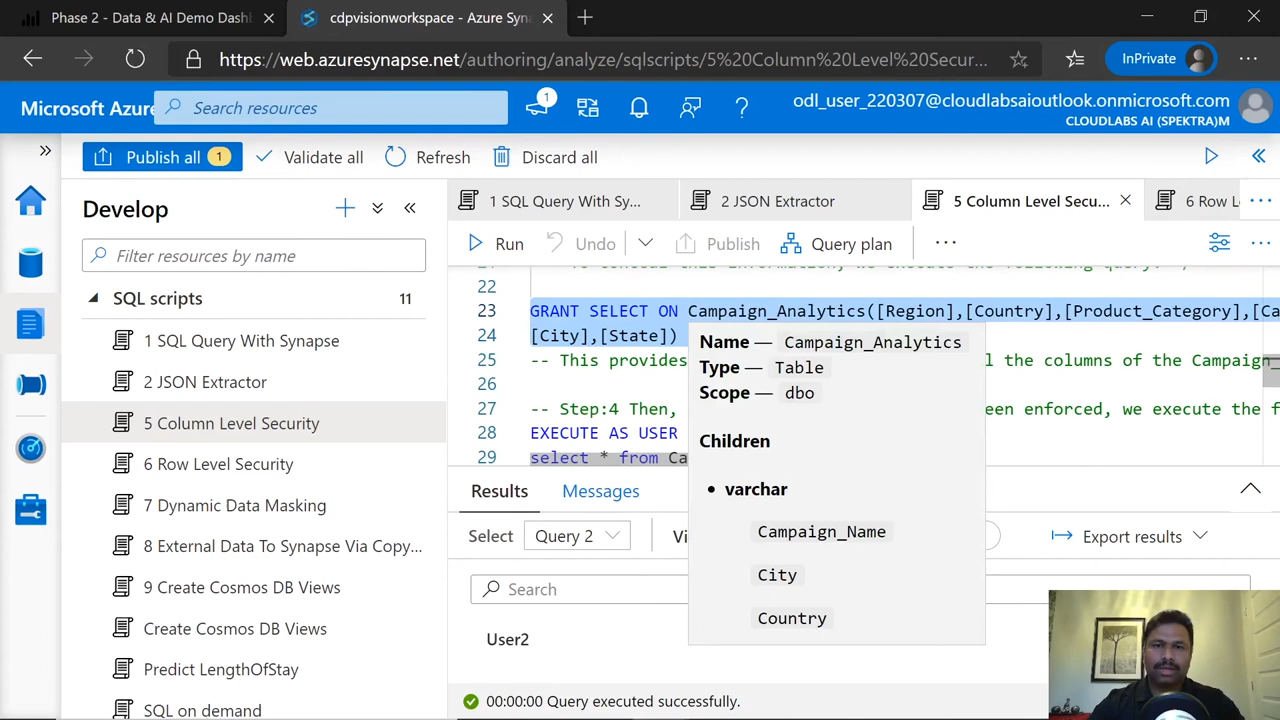 Phase 2 - Data & AI Demo Dashl
cdpvisionworkspace - Azure Syna
https://web.azuresynapse.net/authoring/analyze/sqlscripts/5%20Column%20Level%20Secur...
InPrivate
Microsoft Azure
Search resources
1
odl_user_220307@cloudlabsaioutlook.onmicrosoft.com
CLOUDLABS AI (SPEKTRA)M
Publish all 1
Validate all
Refresh
Discard all
Develop
Filter resources by name
SQL scripts 11
1 SQL Query With Synapse
2 JSON Extractor
5 Column Level Security
6 Row Level Security
7 Dynamic Data Masking
8 External Data To Synapse Via Copy...
9 Create Cosmos DB Views
Create Cosmos DB Views
Predict LengthOfStay
SQL on demand
1 SQL Query With Sy...
2 JSON Extractor
5 Column Level Secu...
6 Row L
Run
Undo
Publish
Query plan
22
23 GRANT SELECT ON Campaign_Analytics([Region],[Country],[Product_Category],[Ca
24 [City],[State])
25 -- This provides l the columns of the Campaign_
26
27 -- Step:4 Then, een enforced, we execute the f
28 EXECUTE AS USER
29 select * from Ca
Name — Campaign_Analytics
Type — Table
Scope — dbo
Children
• varchar
Campaign_Name
City
Country
Results
Messages
Select
Query 2
Vi
Export results
Search
User2
00:00:00 Query executed successfully.